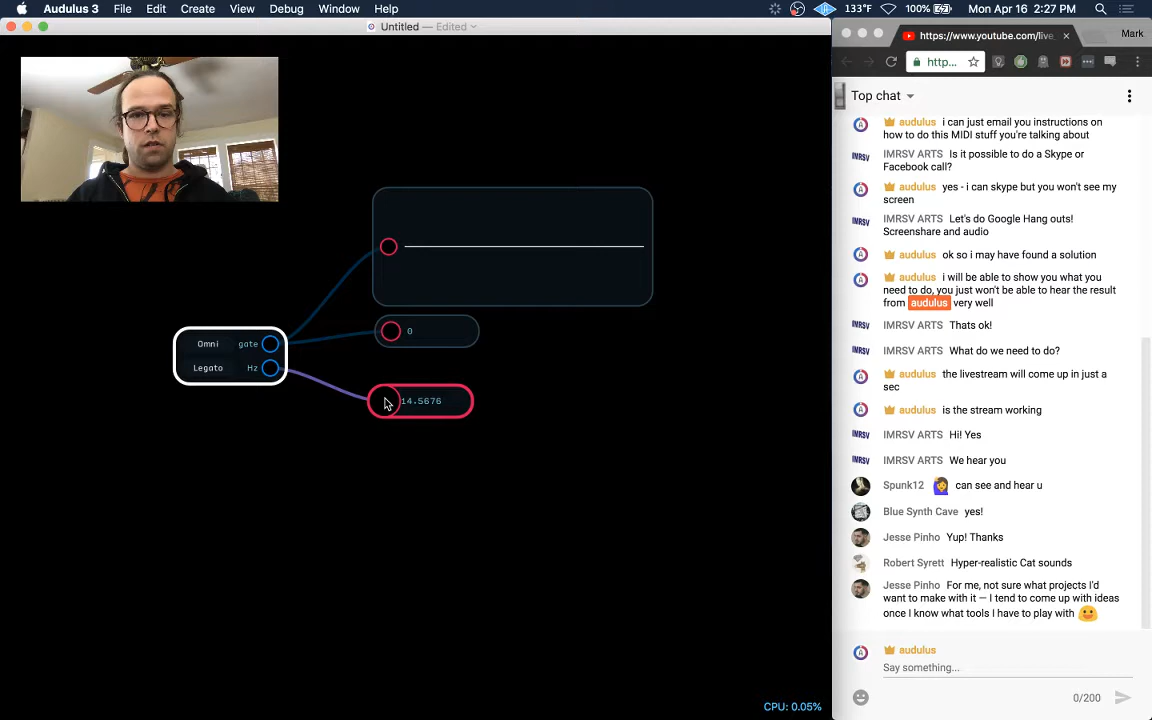 Audulus 3 File Edit Create View Debug Window Help 133°F 100% Mon Apr 16 2:27 PM
Untitled — Edited
https://www.youtube.com/live_ Mark
http...
Top chat
audulus i can just email you instructions on
how to do this MIDI stuff you're talking about
IMRSV ARTS Is it possible to do a Skype or
Facebook call?
audulus yes - i can skype but you won't see my
screen
IMRSV ARTS Let's do Google Hang outs!
Screenshare and audio
audulus ok so i may have found a solution
audulus i will be able to show you what you
need to do, you just won't be able to hear the result
from audulus very well
IMRSV ARTS Thats ok!
IMRSV ARTS What do we need to do?
audulus the livestream will come up in just a
sec
audulus is the stream working
IMRSV ARTS Hi! Yes
IMRSV ARTS We hear you
Spunk12 can see and hear u
Blue Synth Cave yes!
Jesse Pinho Yup! Thanks
Robert Syrett Hyper-realistic Cat sounds
Jesse Pinho For me, not sure what projects I'd
want to make with it — I tend to come up with ideas
once I know what tools I have to play with
audulus
Say something...
0/200
Omni gate
Legato Hz
0
14.5676
CPU: 0.05%